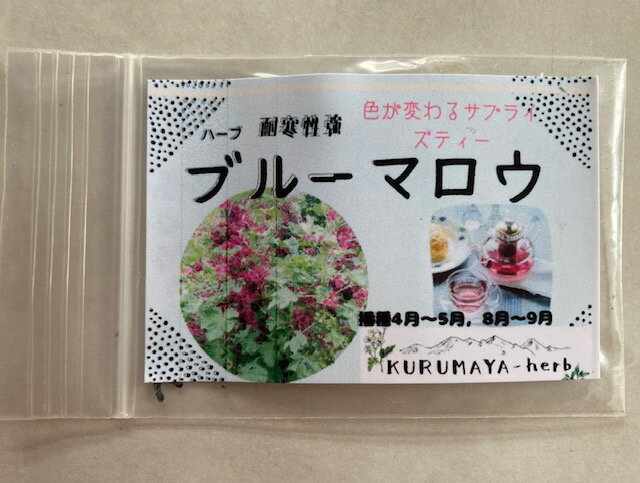 色が変わるサプライ
ズティー
ハーブ 耐寒性強
ブルーマロウ
播種4月〜5月，8月〜9月
KURUMAYA-herb